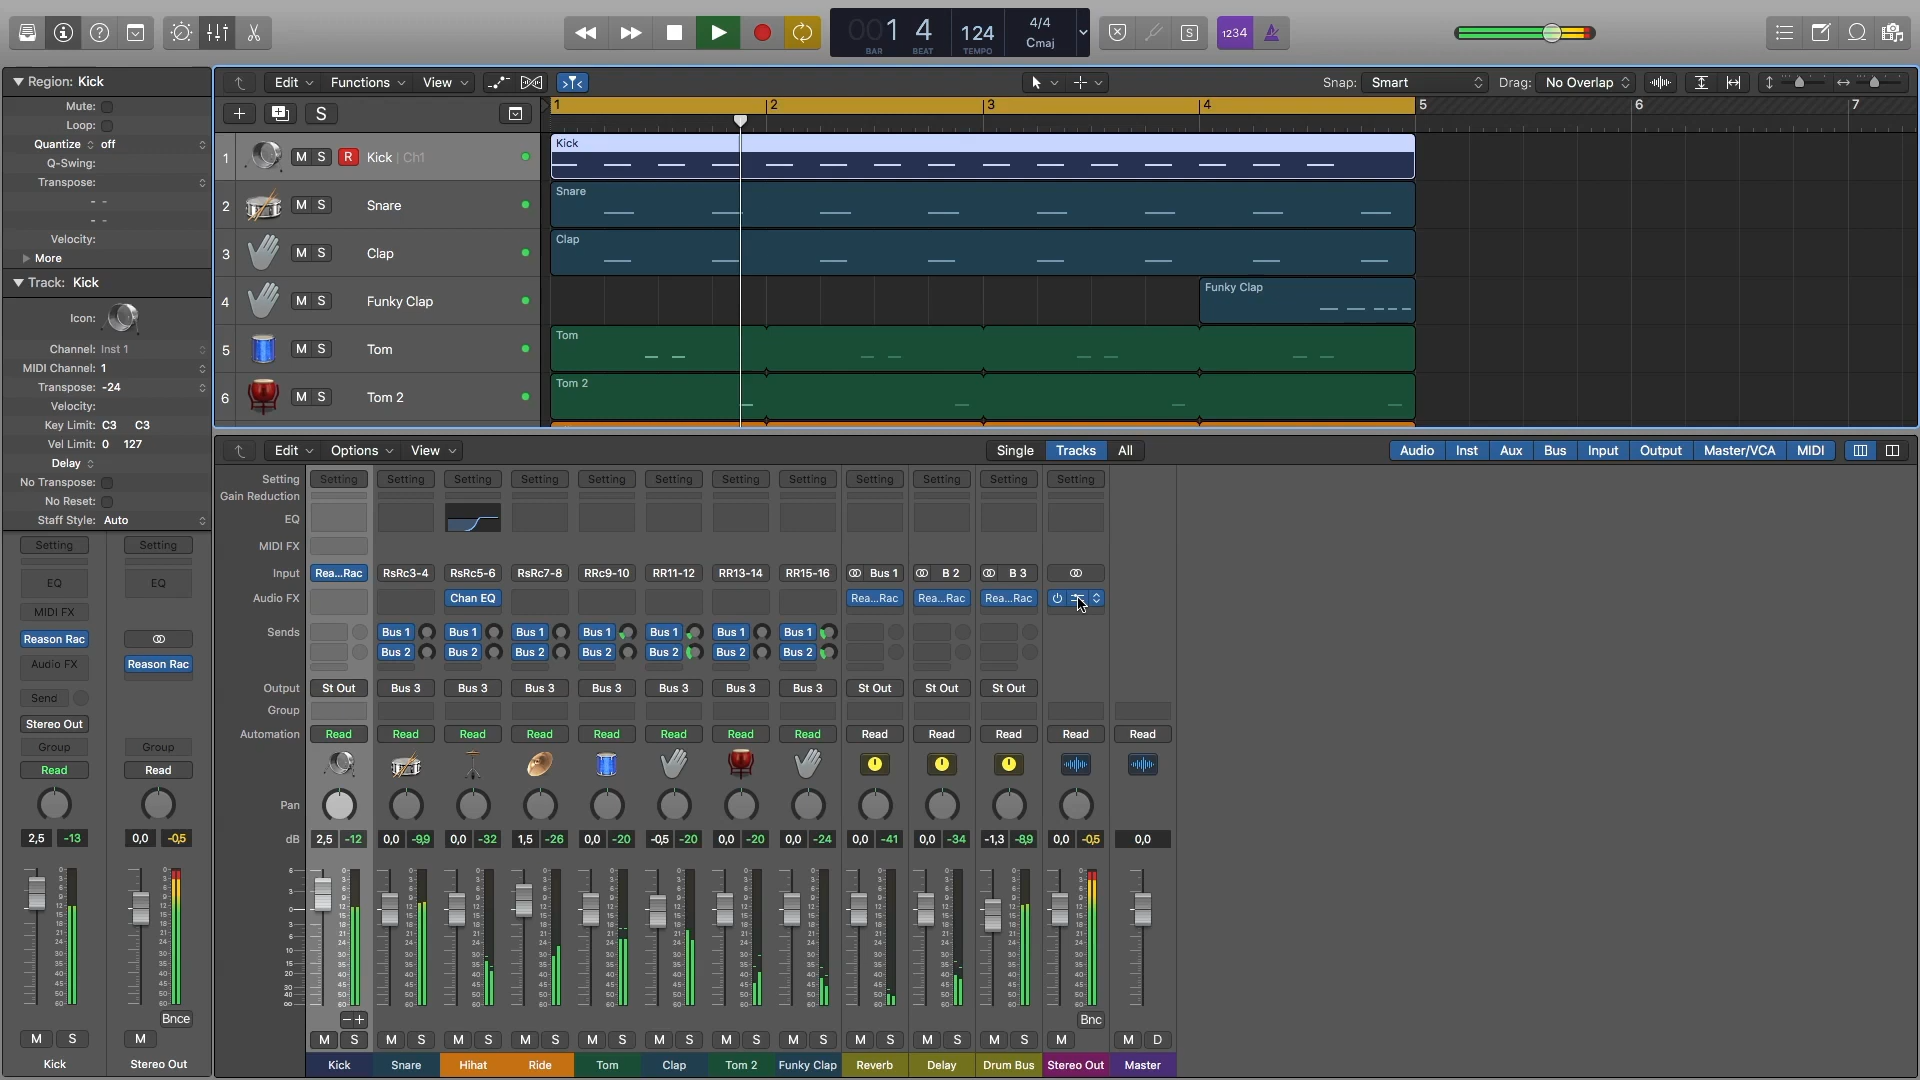 001 4 124 4/4 Cmaj
BAR BEAT TEMPO
S 1234
Region: Kick
Mute:
Loop:
Quantize off
Q-Swing:
Transpose:
- -
- -
Velocity:
More
Track: Kick
Icon:
Channel: Inst 1
MIDI Channel: 1
Transpose: -24
Velocity:
Key Limit: C3 C3
Vel Limit: 0 127
Delay
No Transpose:
No Reset:
Staff Style: Auto
Setting Setting
EQ EQ
MIDI FX
Reason Rac
Audio FX Reason Rac
Send
Stereo Out
Group Group
Read Read
2,5 -13 0,0 -0,5
Bnce
M S M
Kick Stereo Out
Edit Functions View Snap: Smart Drag: No Overlap
S
1 2 3 4 5 6 7
1 M S R Kick | Ch1
2 M S Snare
3 M S Clap
4 M S Funky Clap
5 M S Tom
6 M S Tom 2
Kick
Snare
Clap
Funky Clap
Tom
Tom 2
Edit Options View Single Tracks All Audio Inst Aux Bus Input Output Master/VCA MIDI
Setting Setting Setting Setting Setting Setting Setting Setting Setting Setting Setting Setting Setting
Gain Reduction
EQ
MIDI FX
Input Rea...Rac RsRc3-4 RsRc5-6 RsRc7-8 RRc9-10 RR11-12 RR13-14 RR15-16 Bus 1 B 2 B 3
Audio FX Chan EQ Rea...Rac Rea...Rac Rea...Rac
Sends Bus 1 Bus 1 Bus 1 Bus 1 Bus 1 Bus 1 Bus 1
Bus 2 Bus 2 Bus 2 Bus 2 Bus 2 Bus 2 Bus 2
Output St Out Bus 3 Bus 3 Bus 3 Bus 3 Bus 3 Bus 3 Bus 3 St Out St Out St Out
Group
Automation Read Read Read Read Read Read Read Read Read Read Read Read Read
Pan
dB 2,5 -12 0,0 -9,9 0,0 -32 1,5 -26 0,0 -20 -0,5 -20 0,0 -20 0,0 -24 0,0 -41 0,0 -34 -1,3 -8,9 0,0 -0,5 0,0
Bnc
M S M S M S M S M S M S M S M S M S M S M S M M D
Kick Snare Hihat Ride Tom Clap Tom 2 Funky Clap Reverb Delay Drum Bus Stereo Out Master